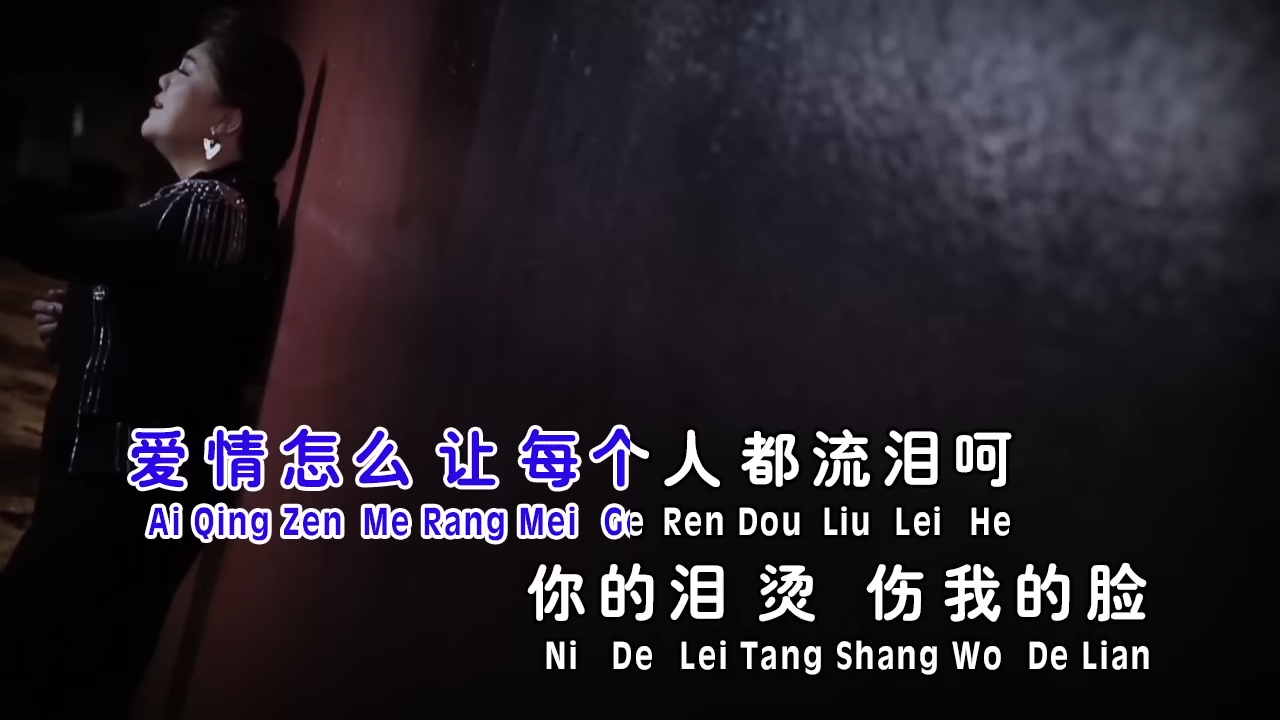 爱情怎么 让 每个人 都流泪呵
Ai Qing Zen Me Rang Mei Ge Ren Dou Liu Lei He
你的泪 烫 伤我的脸
Ni De Lei Tang Shang Wo De Lian